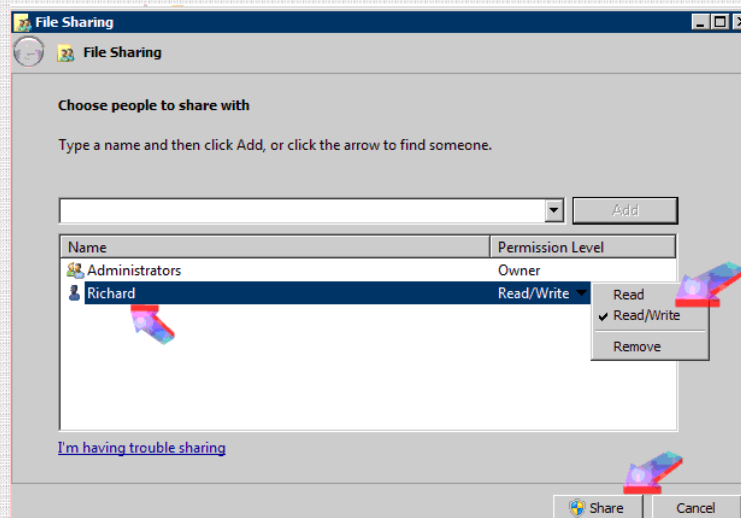 File Sharing
File Sharing
Choose people to share with
Type a name and then click Add, or click the arrow to find someone.
Add
Name Permission Level
Administrators Owner
Richard Read/Write
Read
Read/Write
Remove
I'm having trouble sharing
Share Cancel